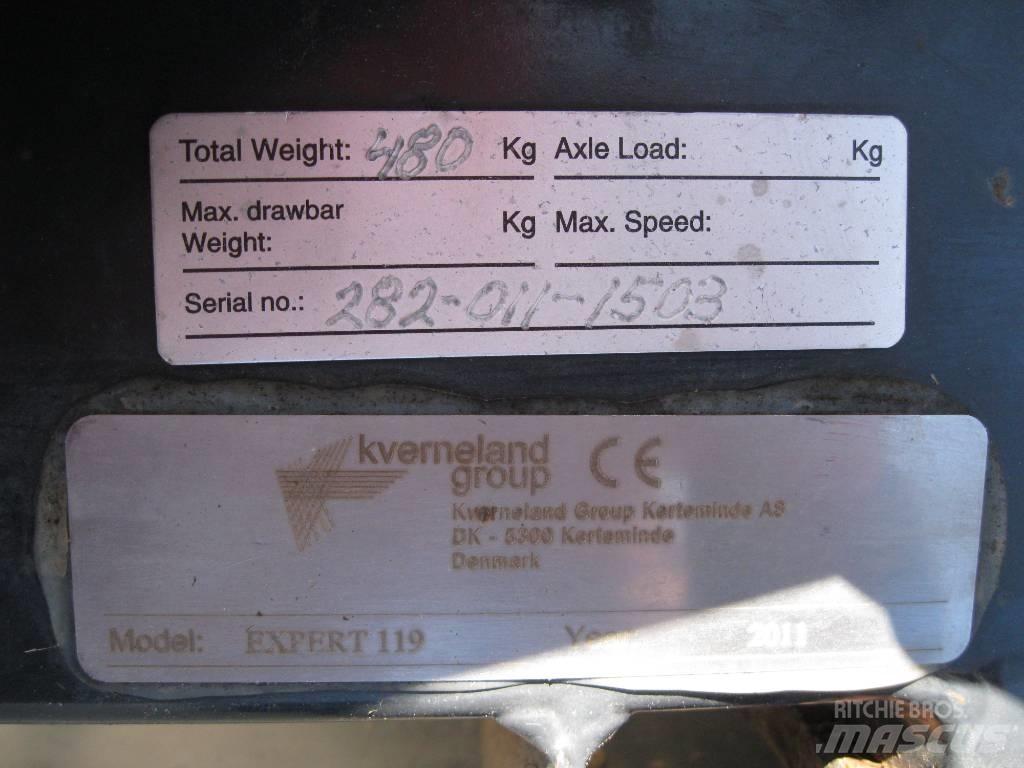 Total Weight: 480 Kg Axle Load: Kg
Max. drawbar
Weight: Kg Max. Speed:
Serial no.: 282-011-1503
kverneland
group CE
Kverneland Group Kerteminde AS
DK - 5300 Kerteminde
Denmark
Model: EXPERT 119 Year: 2011
RITCHIE BROS.
MASCUS